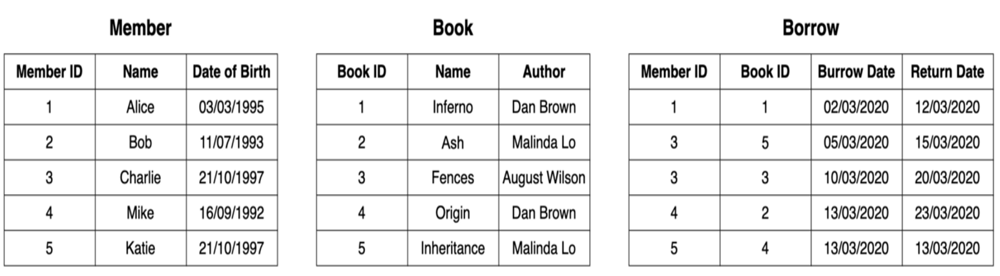 Member Book Borrow
Member ID Name Date of Birth Book ID Name Author Member ID Book ID Burrow Date Return Date
1 Alice 03/03/1995 1 Inferno Dan Brown 1 1 02/03/2020 12/03/2020
2 Bob 11/07/1993 2 Ash Malinda Lo 3 5 05/03/2020 15/03/2020
3 Charlie 21/10/1997 3 Fences August Wilson 3 3 10/03/2020 20/03/2020
4 Mike 16/09/1992 4 Origin Dan Brown 4 2 13/03/2020 23/03/2020
5 Katie 21/10/1997 5 Inheritance Malinda Lo 5 4 13/03/2020 13/03/2020